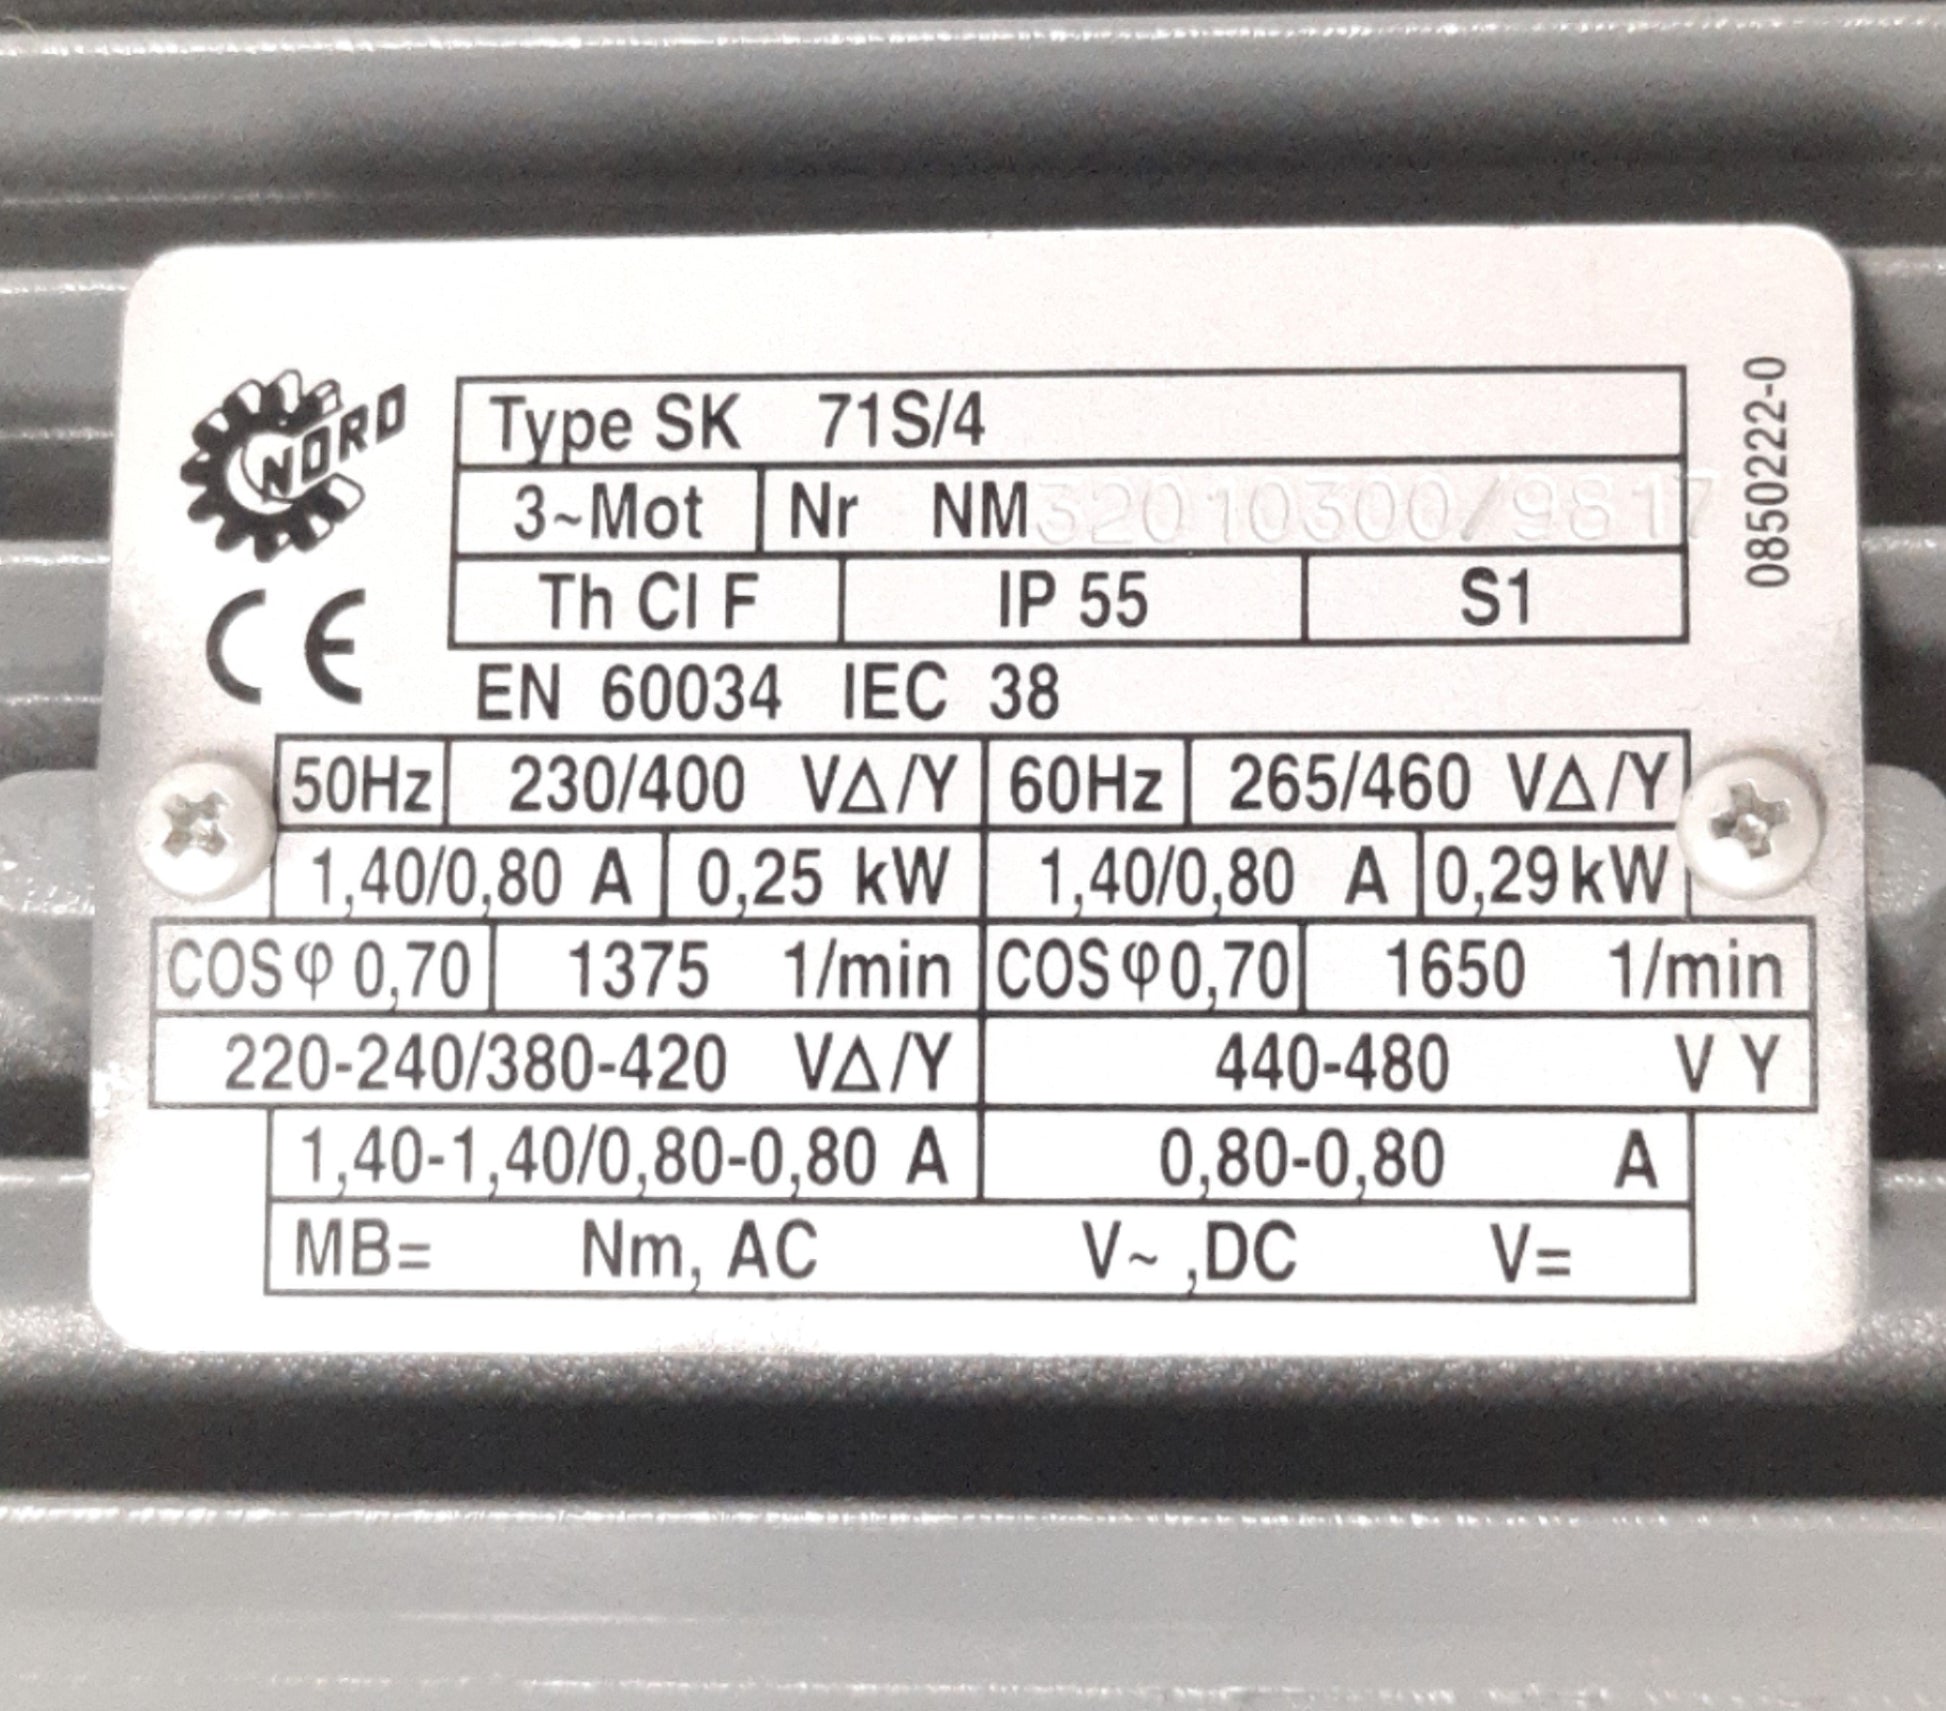 NORD
Type SK 71S/4
3~Mot Nr NM 32010300/9817
Th Cl F IP 55 S1
0850222-0
CE
EN 60034 IEC 38
50Hz 230/400 VΔ/Y 60Hz 265/460 VΔ/Y
1,40/0,80 A 0,25 kW 1,40/0,80 A 0,29 kW
COSφ 0,70 1375 1/min COSφ 0,70 1650 1/min
220-240/380-420 VΔ/Y 440-480 V Y
1,40-1,40/0,80-0,80 A 0,80-0,80 A
MB= Nm, AC V~ ,DC V=